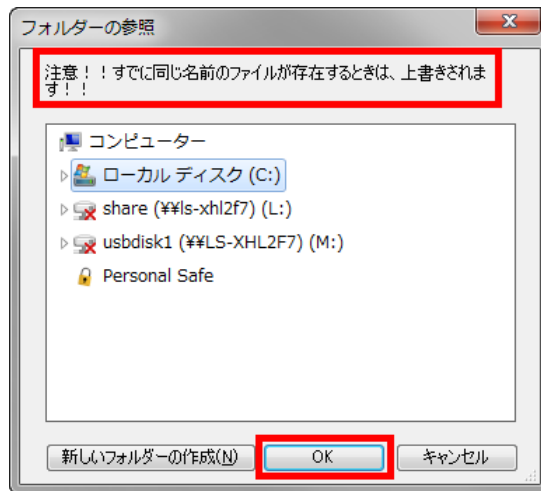 フォルダーの参照
注意！！すでに同じ名前のファイルが存在するときは、上書きされま
す！！
コンピューター
ローカル ディスク (C:)
share (¥¥ls-xhl2f7) (L:)
usbdisk1 (¥¥LS-XHL2F7) (M:)
Personal Safe
新しいフォルダーの作成(N) OK キャンセル